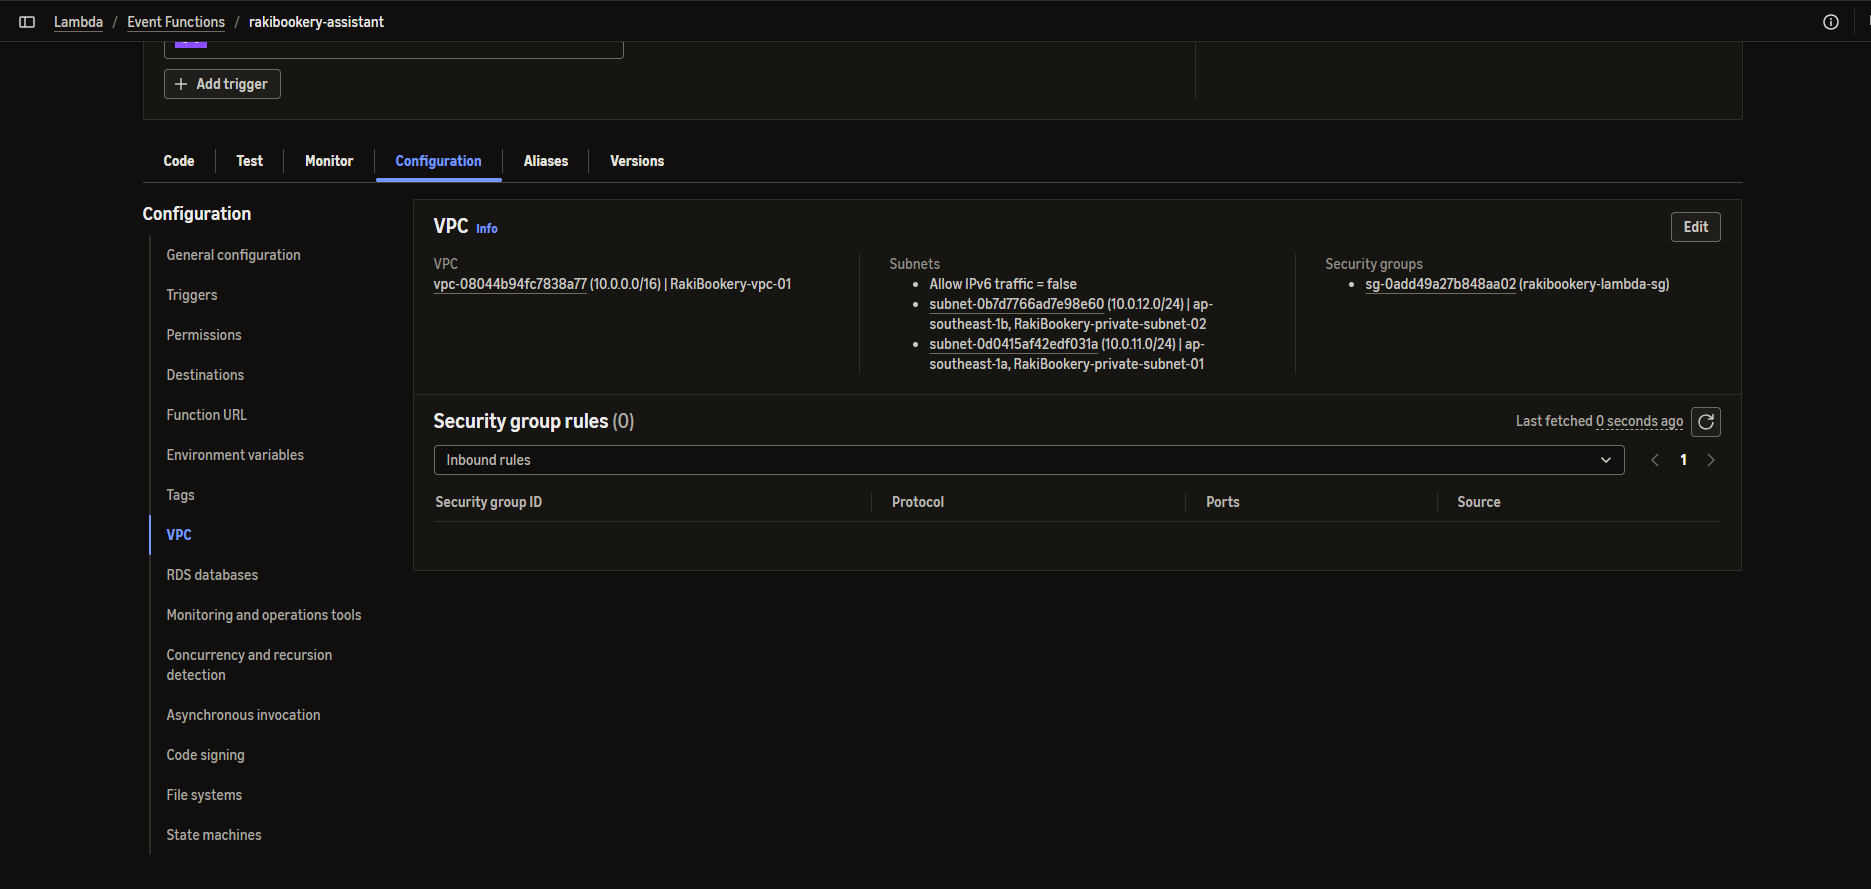 Lambda / Event Functions / rakibookery-assistant
Add trigger
Code
Test
Monitor
Configuration
Aliases
Versions
Configuration
General configuration
Triggers
Permissions
Destinations
Function URL
Environment variables
Tags
VPC
RDS databases
Monitoring and operations tools
Concurrency and recursion
detection
Asynchronous invocation
Code signing
File systems
State machines
VPC Info
Edit
VPC
vpc-08044b94fc7838a77 (10.0.0.0/16) | RakiBookery-vpc-01
Subnets
Allow IPv6 traffic = false
subnet-0b7d7766ad7e98e60 (10.0.12.0/24) | ap-
southeast-1b, RakiBookery-private-subnet-02
subnet-0d0415af42edf031a (10.0.11.0/24) | ap-
southeast-1a, RakiBookery-private-subnet-01
Security groups
sg-0add49a27b848aa02 (rakibookery-lambda-sg)
Security group rules (0)
Last fetched 0 seconds ago
Inbound rules
1
Security group ID
Protocol
Ports
Source